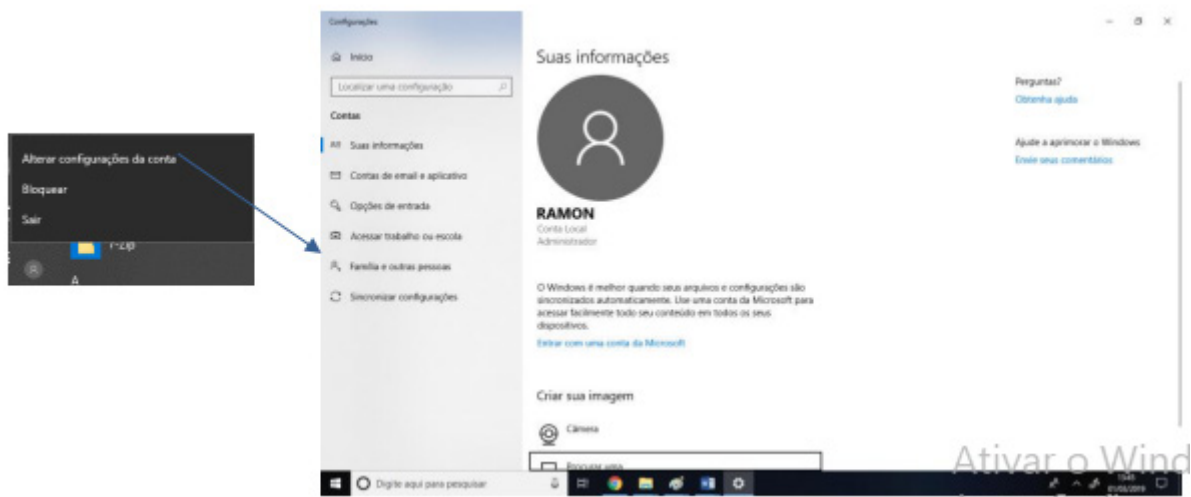 Alterar configurações da conta
Bloquear
Sair
7-Zip
A
Configurações
Início
Localizar uma configuração
Contas
Suas informações
Contas de email e aplicativo
Opções de entrada
Acessar trabalho ou escola
Família e outras pessoas
Sincronizar configurações
Suas informações
RAMON
Conta Local
Administrador
O Windows é melhor quando seus arquivos e configurações são
sincronizados automaticamente. Use uma conta da Microsoft para
acessar facilmente todo seu conteúdo em todos os seus
dispositivos.
Entrar com uma conta da Microsoft
Criar sua imagem
Câmera
Procurar uma
Perguntas?
Obtenha ajuda
Ajude a aprimorar o Windows
Envie seus comentários
Ativar o Wind
Digite aqui para pesquisar